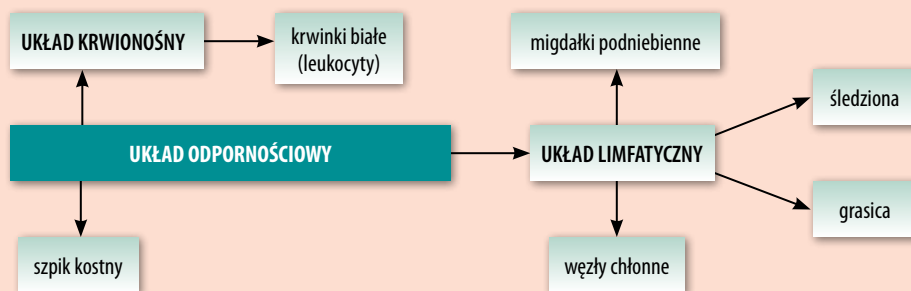 UKŁAD KRWIONOŚNY
krwinki białe
(leukocyty)
migdałki podniebienne
śledziona
UKŁAD ODPORNOŚCIOWY
UKŁAD LIMFATYCZNY
grasica
szpik kostny
węzły chłonne